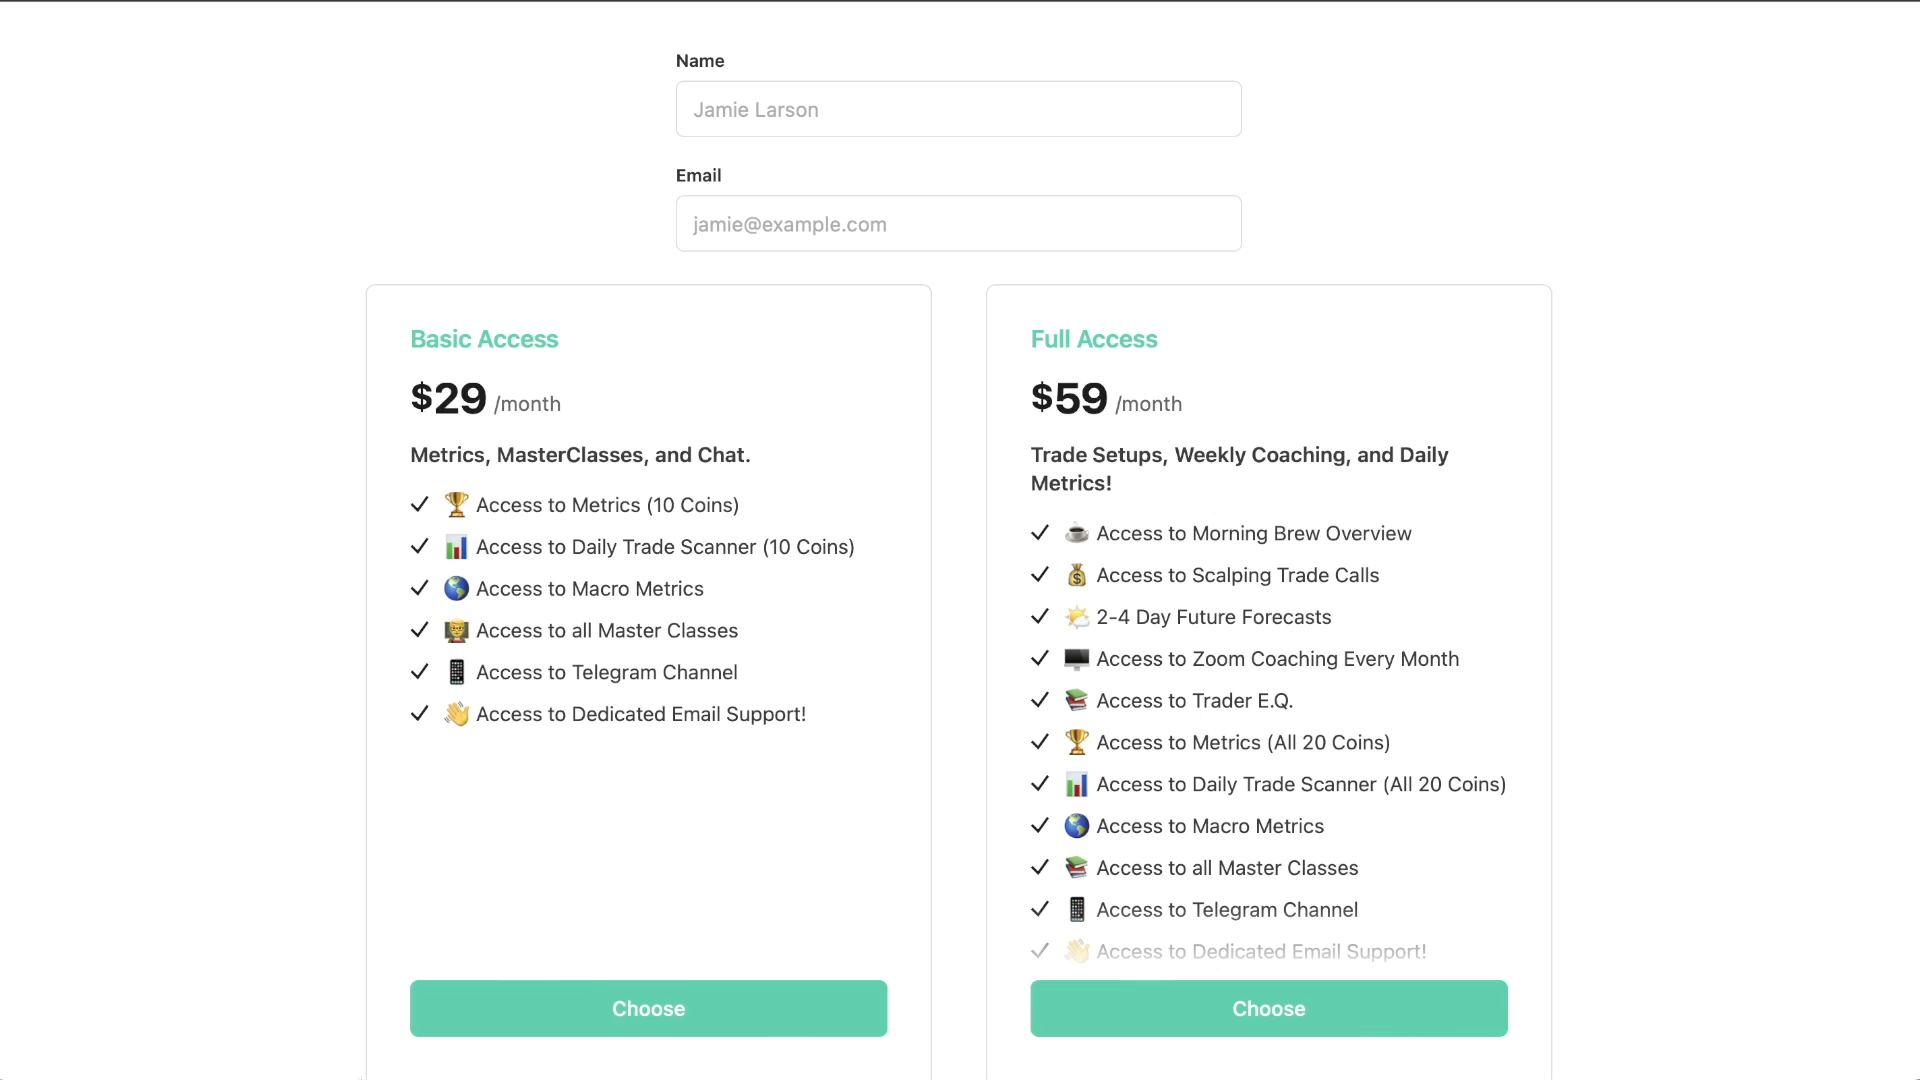 Name
Jamie Larson
Email
jamie@example.com
Basic Access
$29 /month
Metrics, MasterClasses, and Chat.
Access to Metrics (10 Coins)
Access to Daily Trade Scanner (10 Coins)
Access to Macro Metrics
Access to all Master Classes
Access to Telegram Channel
Access to Dedicated Email Support!
Choose
Full Access
$59 /month
Trade Setups, Weekly Coaching, and Daily
Metrics!
Access to Morning Brew Overview
Access to Scalping Trade Calls
2-4 Day Future Forecasts
Access to Zoom Coaching Every Month
Access to Trader E.Q.
Access to Metrics (All 20 Coins)
Access to Daily Trade Scanner (All 20 Coins)
Access to Macro Metrics
Access to all Master Classes
Access to Telegram Channel
Access to Dedicated Email Support!
Choose